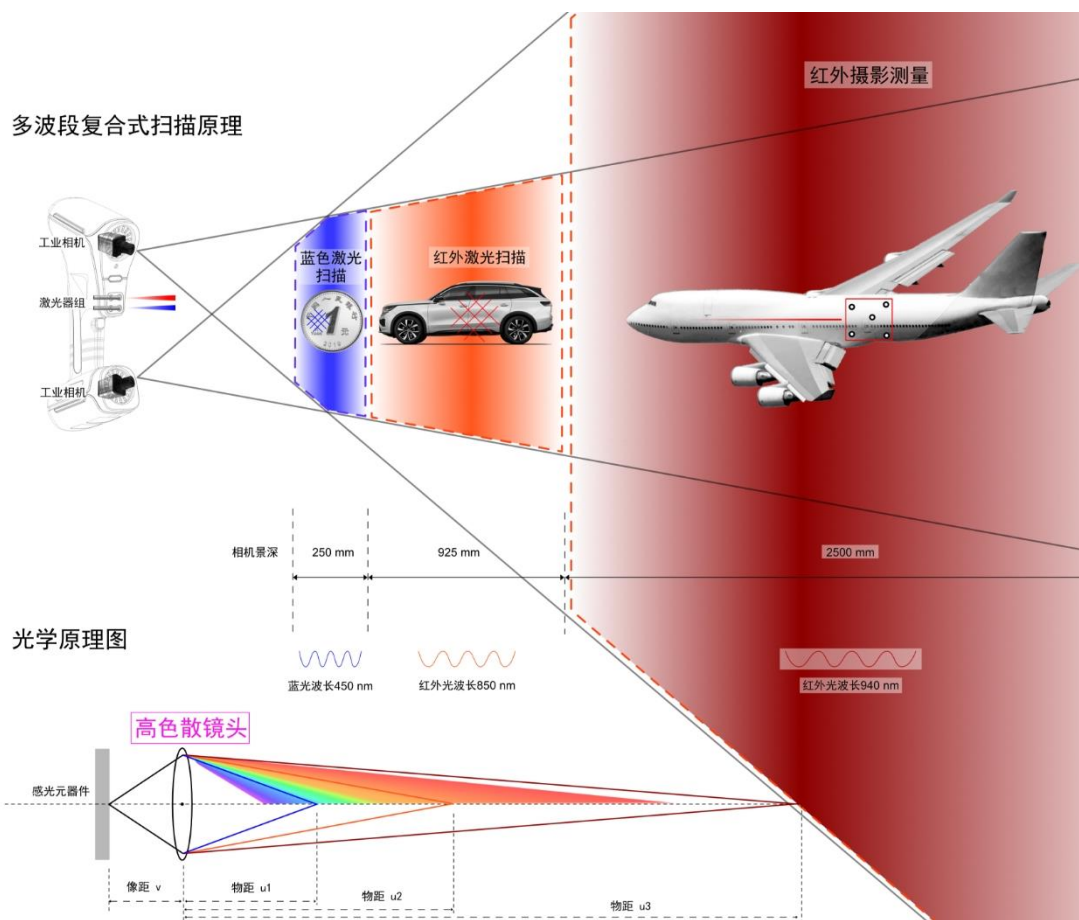 红外摄影测量
多波段复合式扫描原理
工业相机
蓝色激光
扫描
红外激光扫描
激光器组
1
2019
工业相机
相机景深
250 mm
925 mm
2500 mm
光学原理图
蓝光波长450 nm
红外光波长850 nm
红外光波长940 nm
高色散镜头
感光元器件
像距 v
物距 u1
物距 u2
物距 u3